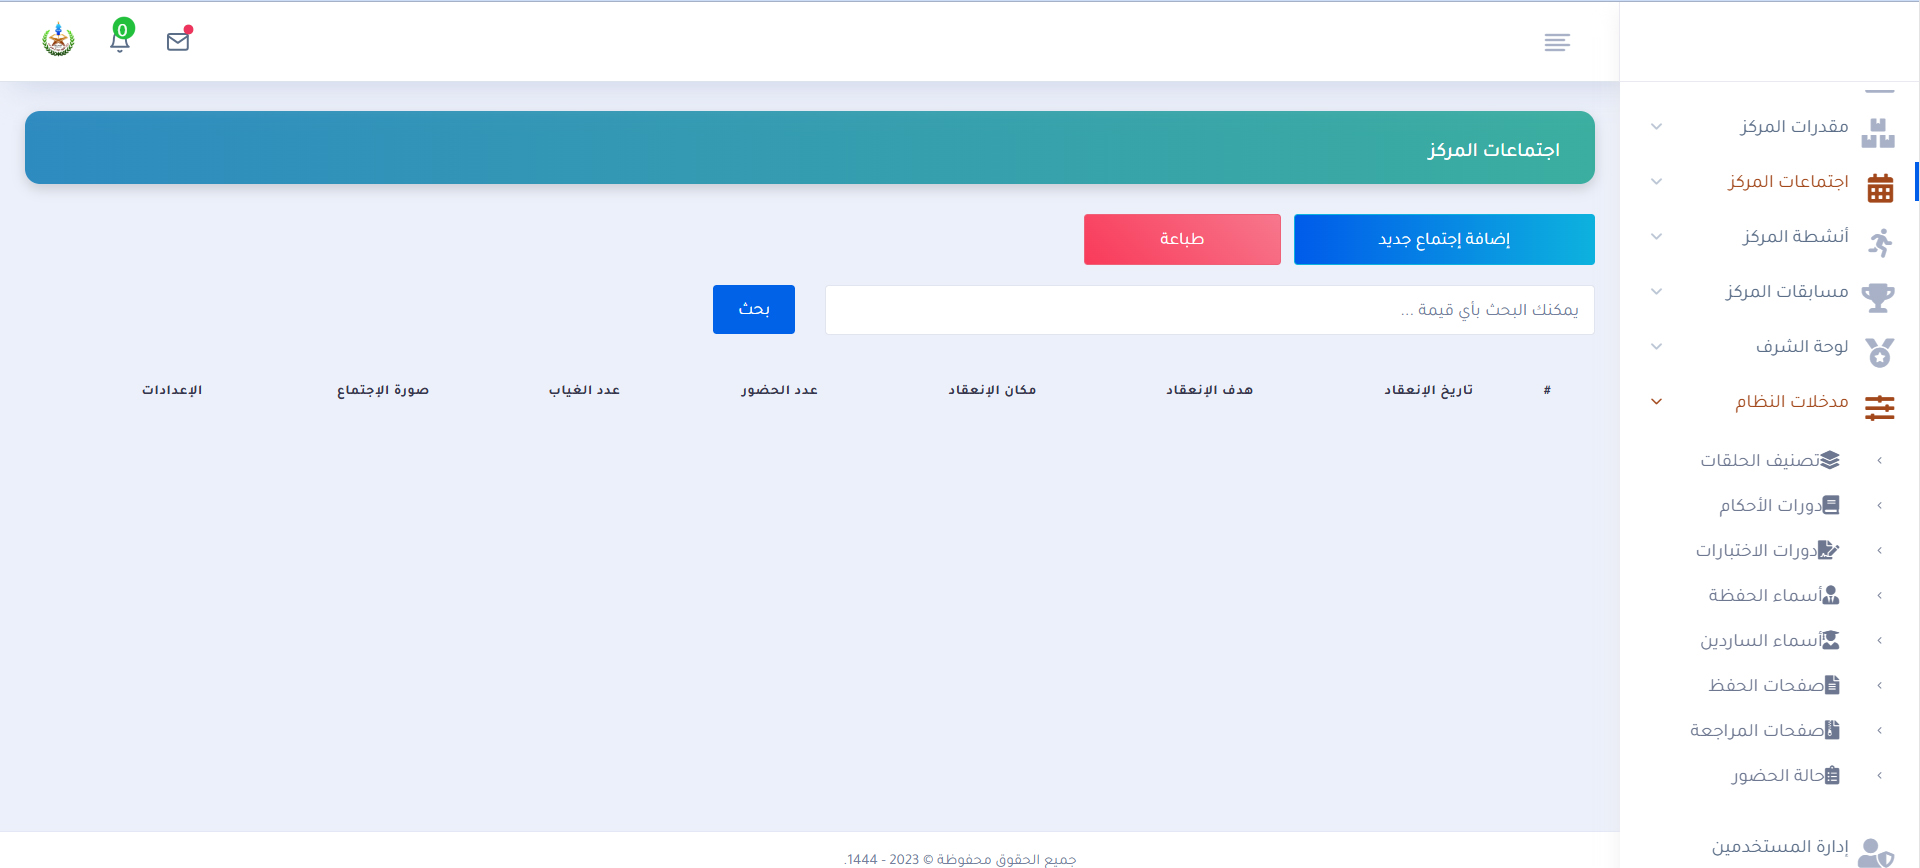 0
مقدرات المركز
اجتماعات المركز
أنشطة المركز
مسابقات المركز
لوحة الشرف
مدخلات النظام
تصنيف الحلقات
دورات الأحكام
دورات الاختبارات
أسماء الحفظة
أسماء الساردين
صفحات الحفظ
صفحات المراجعة
حالة الحضور
إدارة المستخدمين
اجتماعات المركز
إضافة إجتماع جديد
طباعة
يمكنك البحث بأي قيمة ...
بحث
# تاريخ الإنعقاد هدف الإنعقاد مكان الإنعقاد عدد الحضور عدد الغياب صورة الإجتماع الإعدادات
جميع الحقوق محفوظة © 2023 - 1444.